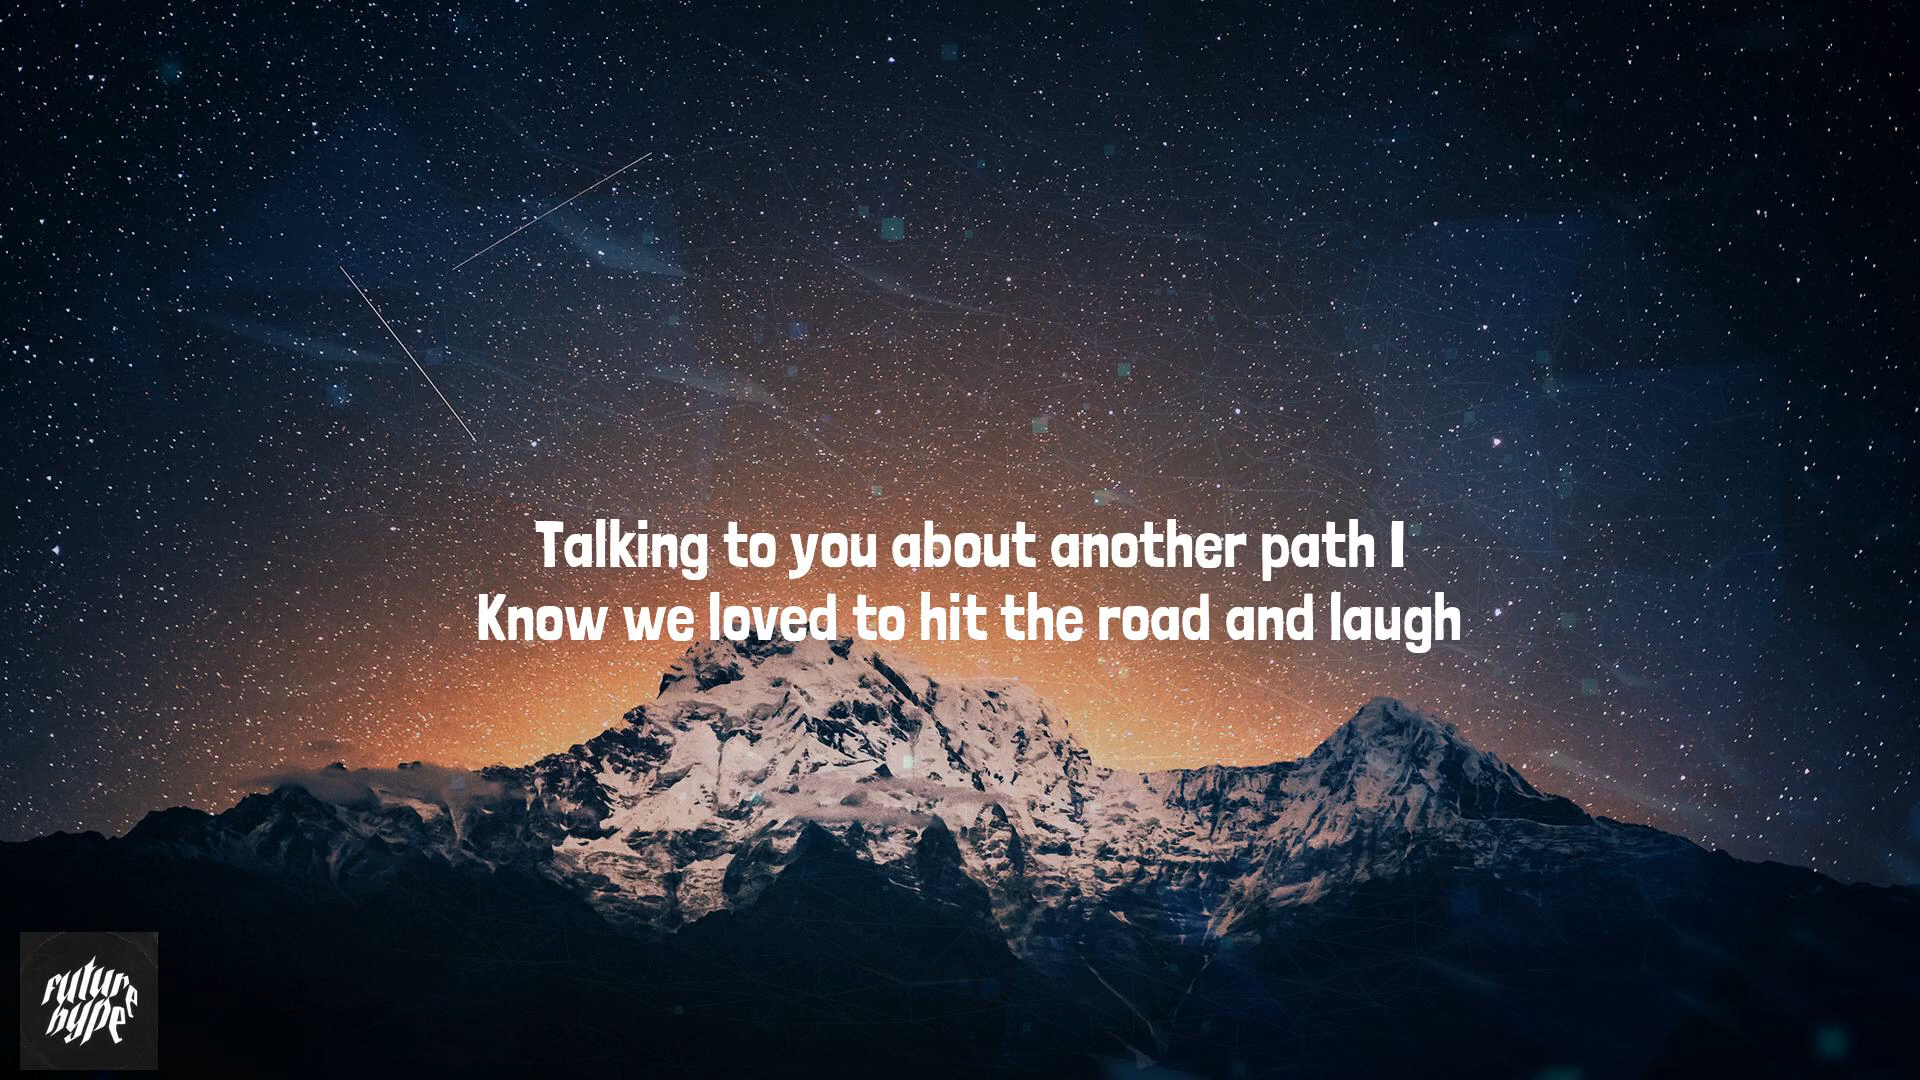 Talking to you about another path I
Know we loved to hit the road and laugh
future
hype